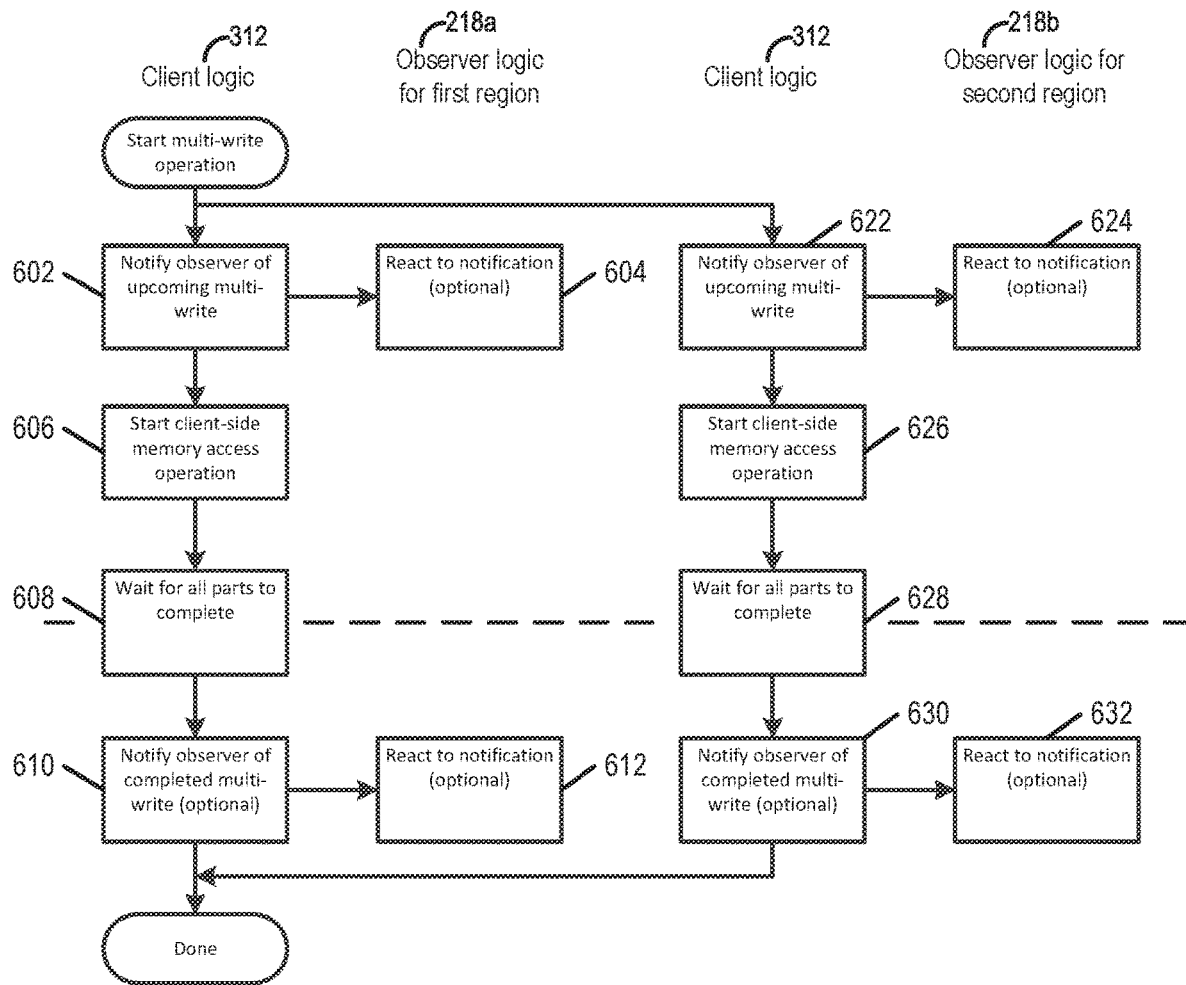 312
Client logic
218a
Observer logic
for first region
312
Client logic
218b
Observer logic for
second region
Start multi-write
operation
602
Notify observer of
upcoming multi-
write
React to notification
(optional)
604
622
Notify observer of
upcoming multi-
write
624
React to notification
(optional)
606
Start client-side
memory access
operation
626
Start client-side
memory access
operation
608
Wait for all parts to
complete
628
Wait for all parts to
complete
610
Notify observer of
completed multi-
write (optional)
React to notification
(optional)
612
630
Notify observer of
completed multi-
write (optional)
632
React to notification
(optional)
Done